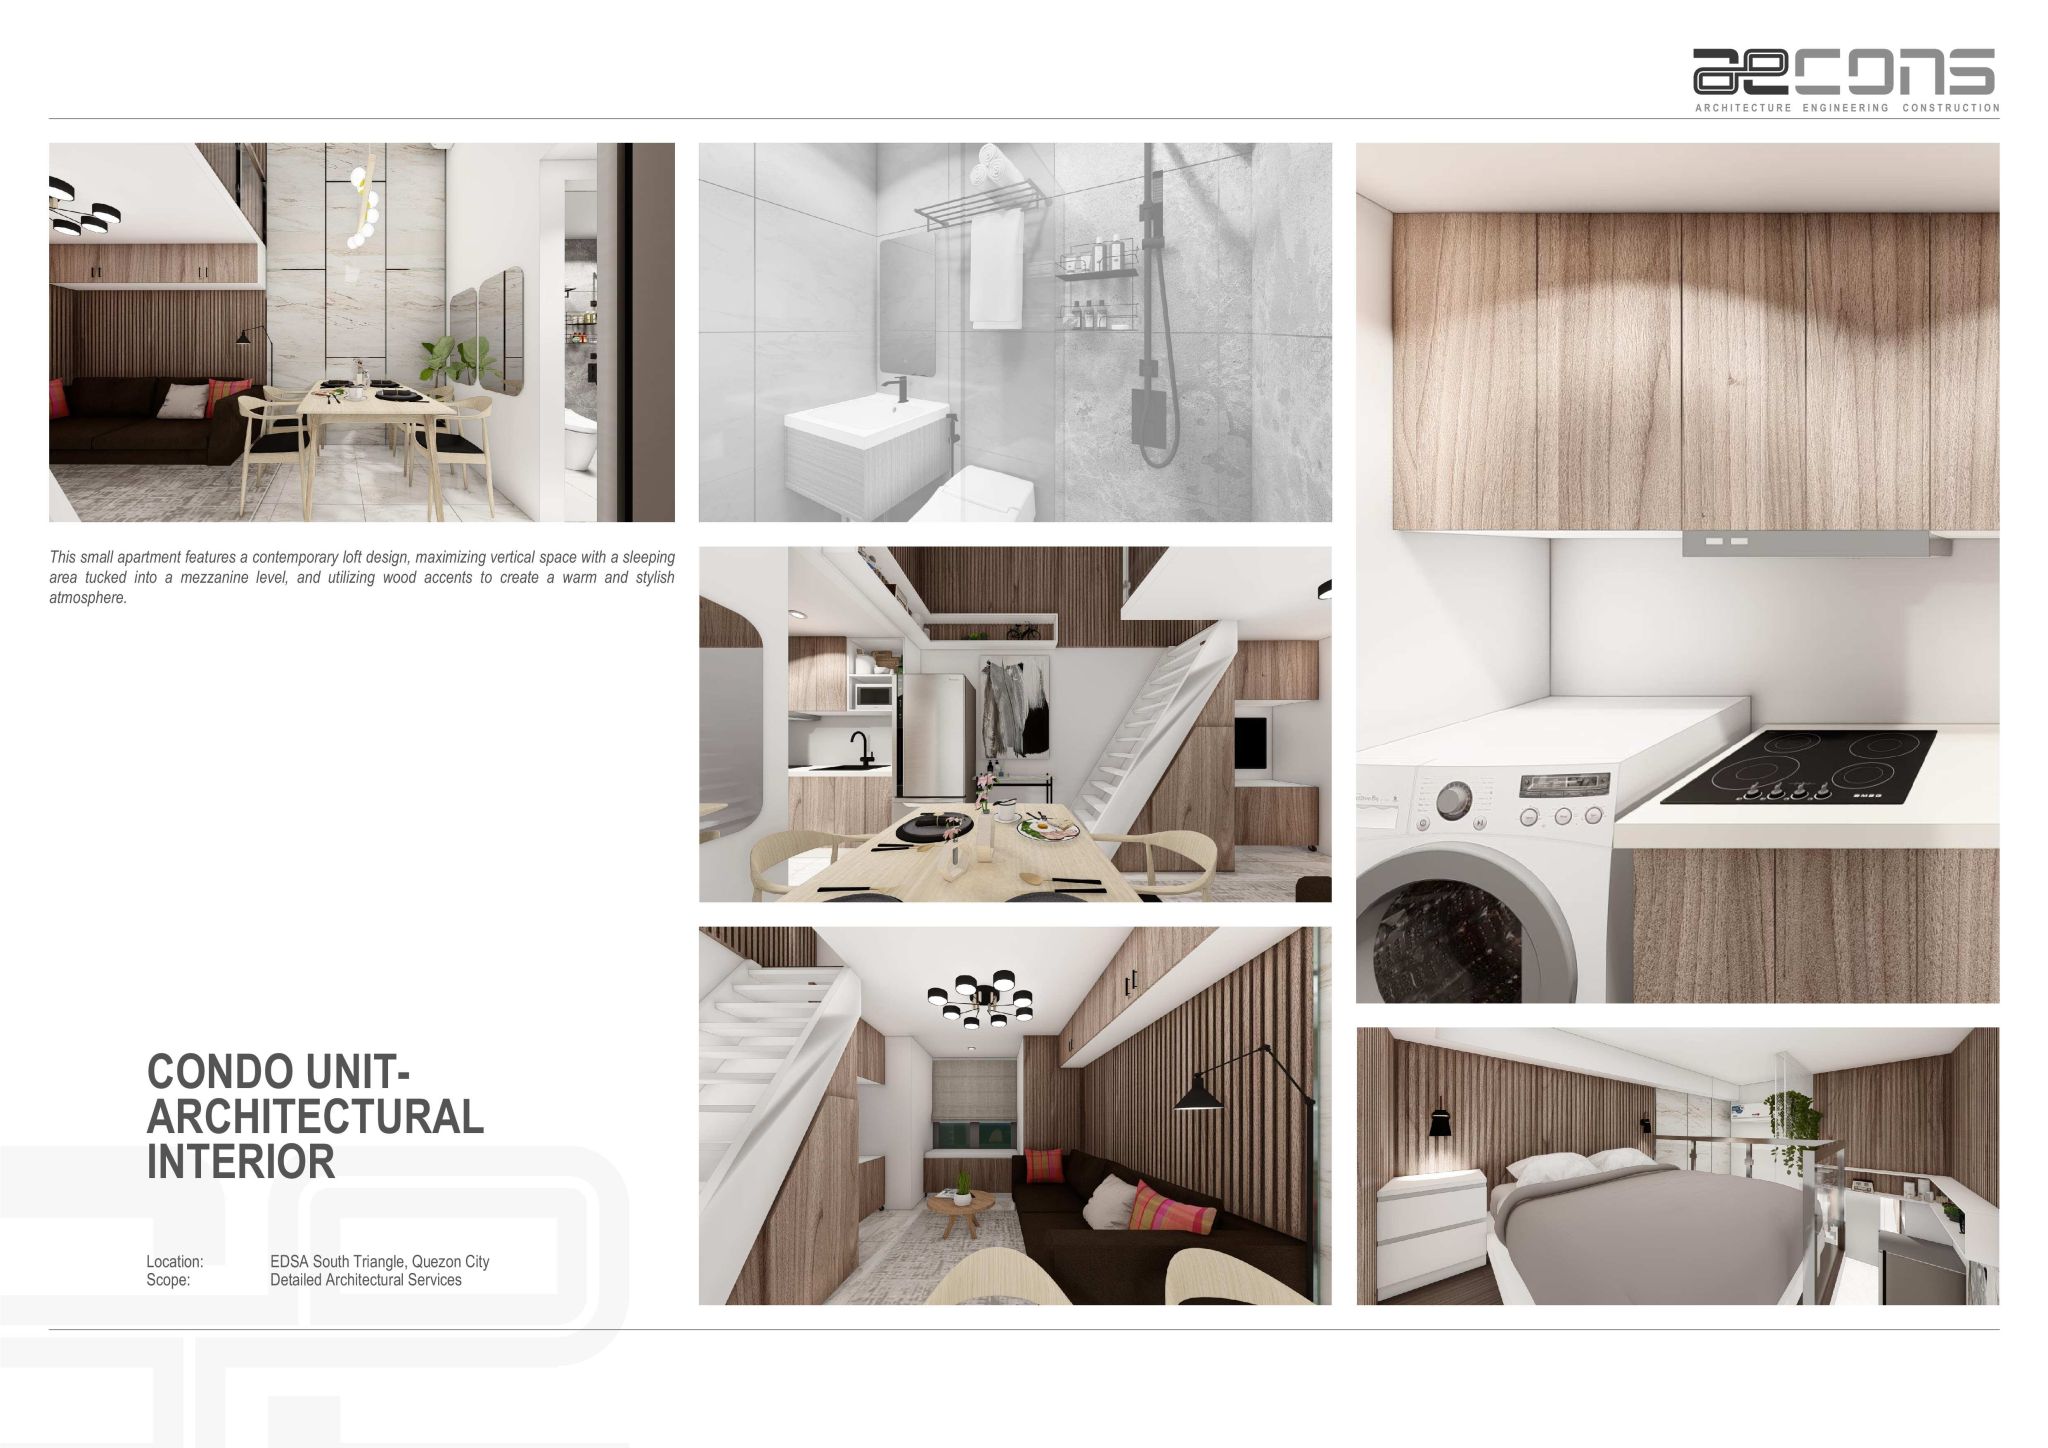 aecons
ARCHITECTURE ENGINEERING CONSTRUCTION
This small apartment features a contemporary loft design, maximizing vertical space with a sleeping
area tucked into a mezzanine level, and utilizing wood accents to create a warm and stylish
atmosphere.
SMEG
CONDO UNIT-
ARCHITECTURAL
INTERIOR
Location: EDSA South Triangle, Quezon City
Scope: Detailed Architectural Services